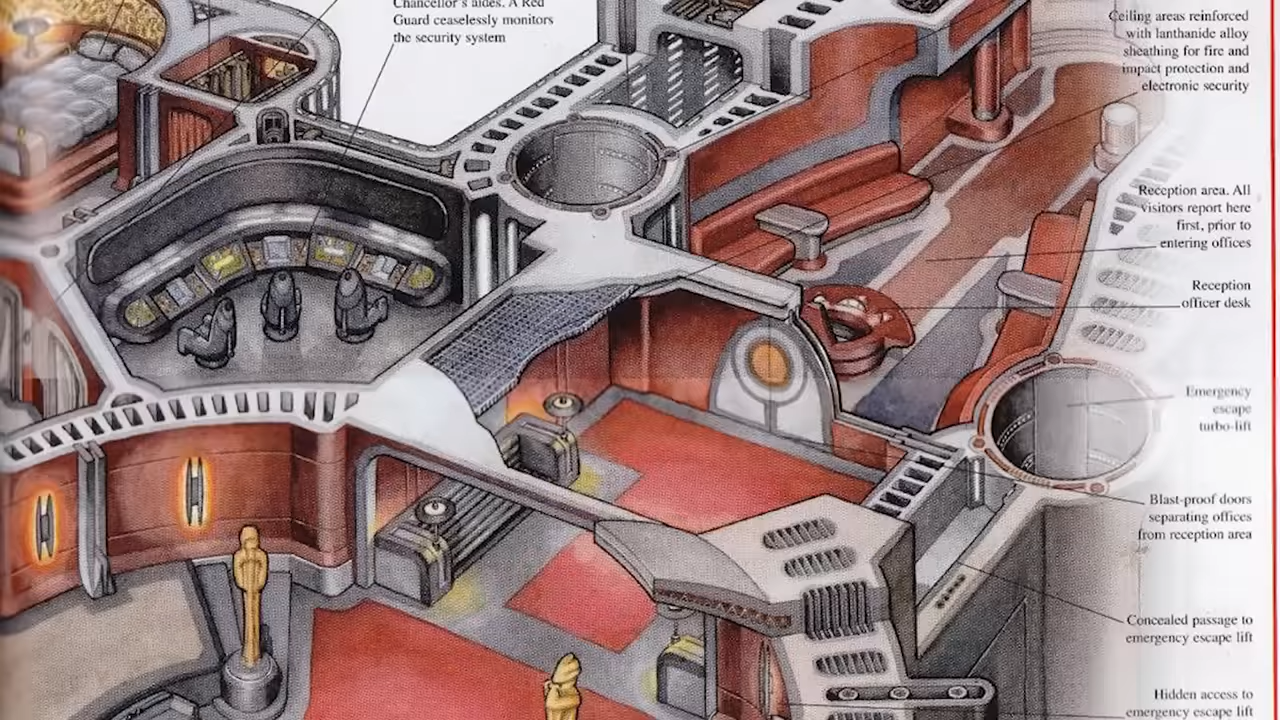 Chancellor's aides. A Red
Guard ceaselessly monitors
the security system
Ceiling areas reinforced
with lanthanide alloy
sheathing for fire and
impact protection and
electronic security
Reception area. All
visitors report here
first, prior to
entering offices
Reception
officer desk
Emergency
escape
turbo-lift
Blast-proof doors
separating offices
from reception area
Concealed passage to
emergency escape lift
Hidden access to
emergency escape lift